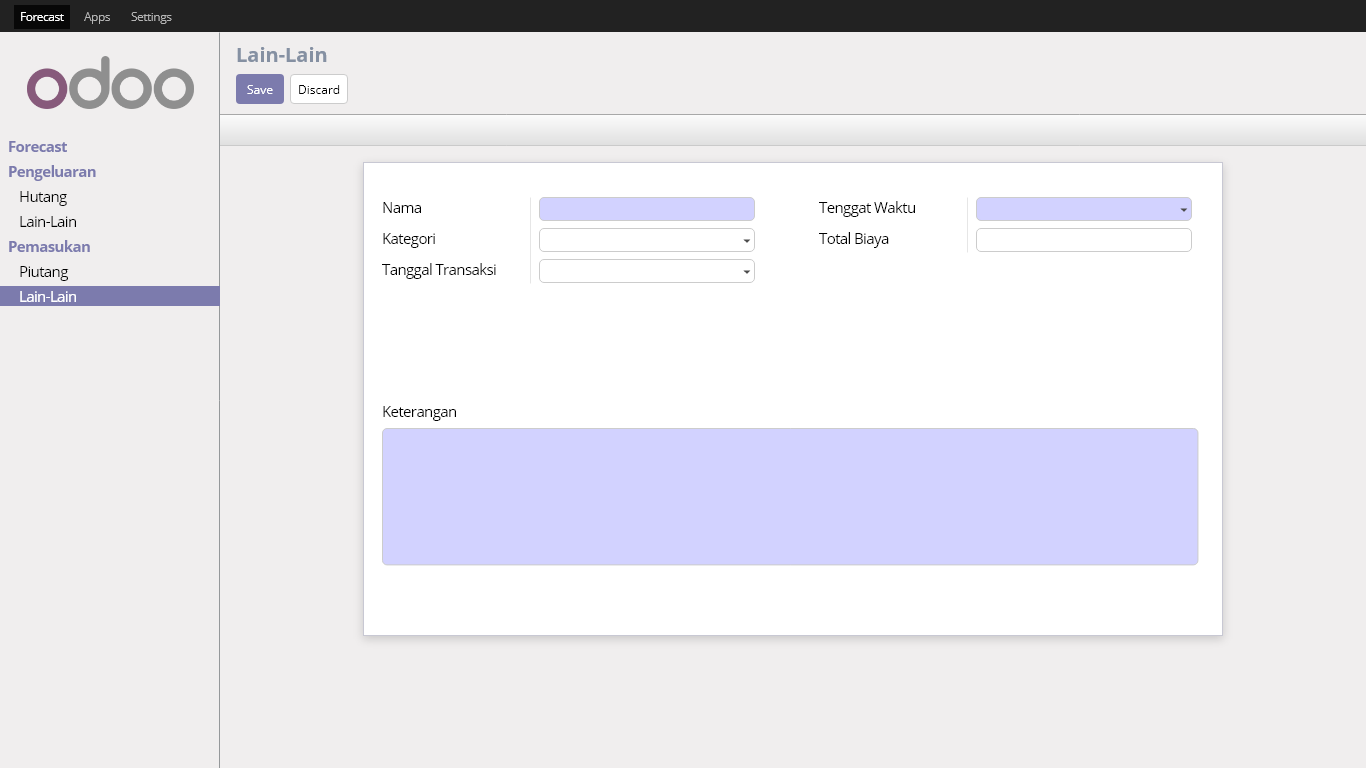 Forecast Apps Settings
odoo
Forecast
Pengeluaran
Hutang
Lain-Lain
Pemasukan
Piutang
Lain-Lain
Lain-Lain
Save Discard
Nama Tenggat Waktu
Kategori Total Biaya
Tanggal Transaksi
Keterangan